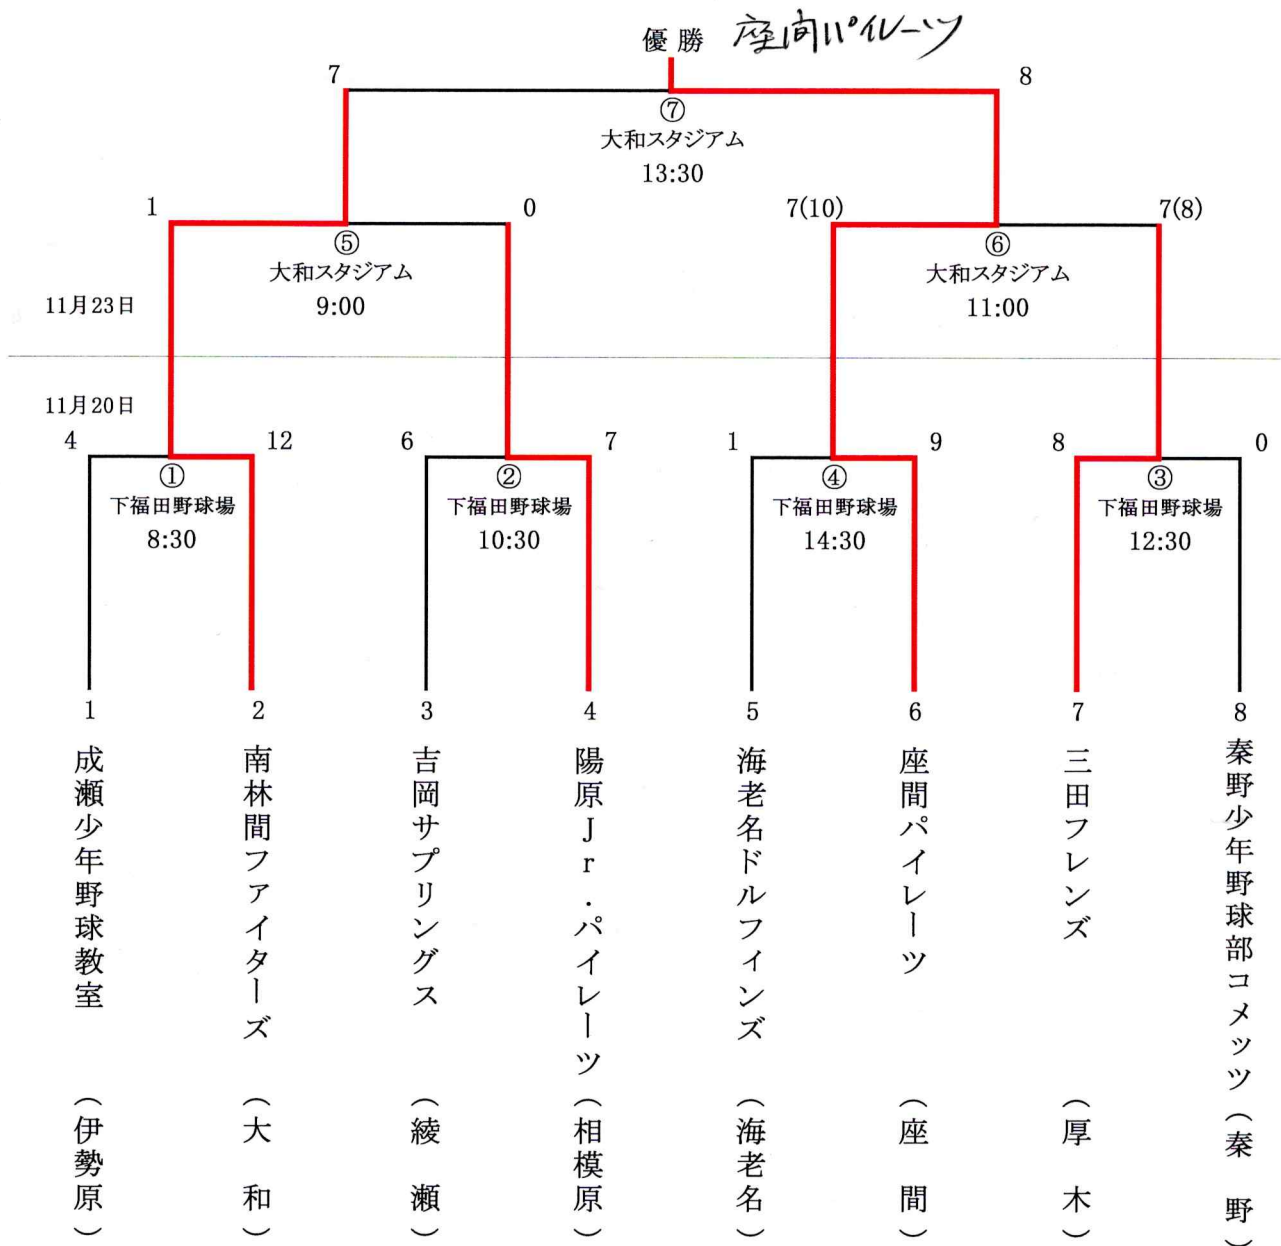 優勝 座間パイレーツ
7 8
⑦
大和スタジアム
13:30
1 0 7(10) 7(8)
⑤ ⑥
大和スタジアム 大和スタジアム
11月23日 9:00 11:00
11月20日
4 12 6 7 1 9 8 0
① ② ④ ③
下福田野球場 下福田野球場 下福田野球場 下福田野球場
8:30 10:30 14:30 12:30
1 2 3 4 5 6 7 8
成瀬少年野球教室(伊勢原)
南林間ファイターズ(大和)
吉岡サプリングス(綾瀬)
陽原Jr.パイレーツ(相模原)
海老名ドルフィンズ(海老名)
座間パイレーツ(座間)
三田フレンズ(厚木)
秦野少年野球部コメッツ(秦野)